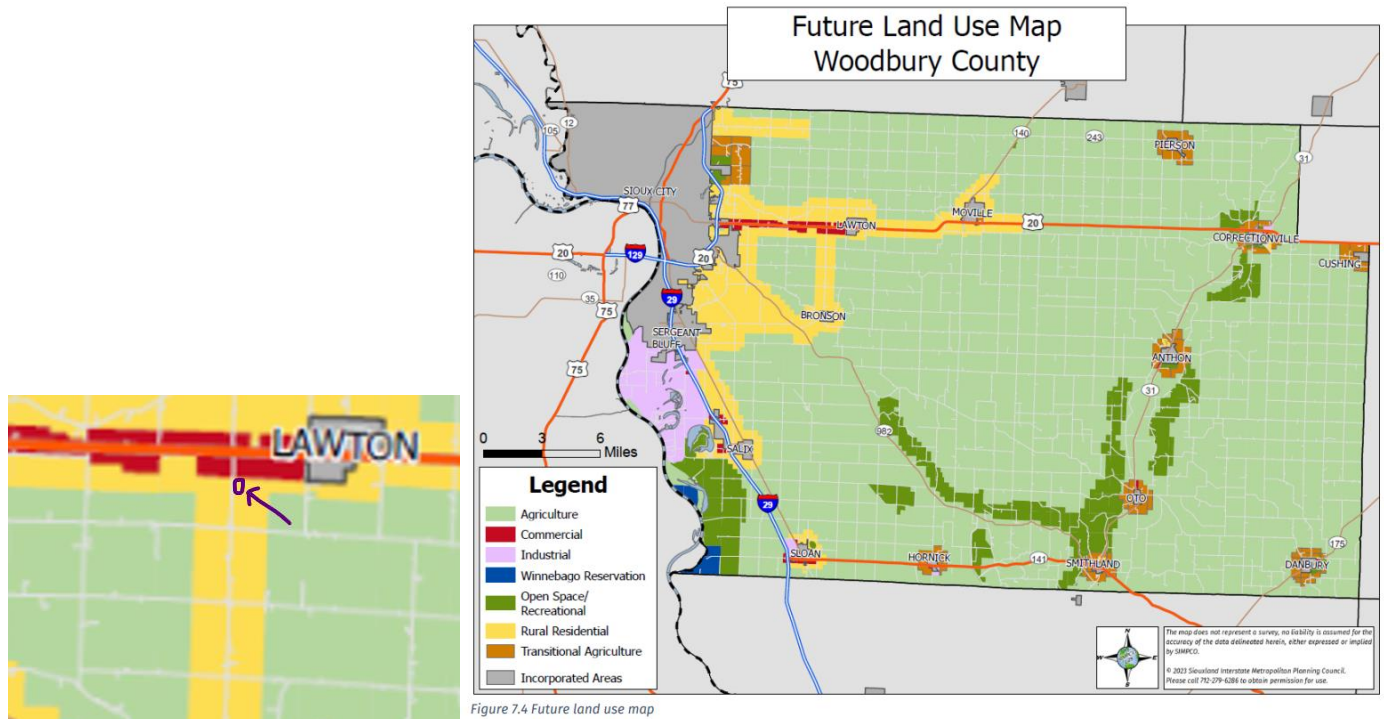 LAWTON
Future Land Use Map
Woodbury County
75
12
105
140
243
PIERSON
31
SIOUX CITY
77
MOVILLE
LAWTON
20
CORRECTIONVILLE
20
129
20
CUSHING
110
35
29
75
BRONSON
SERGEANT
BLUFF
ANTHON
75
31
982
0 3 6
Miles
SALIX
Legend
Agriculture
Commercial
Industrial
Winnebago Reservation
Open Space/
Recreational
Rural Residential
Transitional Agriculture
Incorporated Areas
29
OTO
SLOAN
HORNICK
141
SMITHLAND
175
DANBURY
N
W E
S
The map does not represent a survey, no liability is assumed for the
accuracy of the data delineated herein, either expressed or implied
by SIMPCO.
© 2023 Siouxland Interstate Metropolitan Planning Council.
Please call 712-279-6286 to obtain permission for use.
Figure 7.4 Future land use map